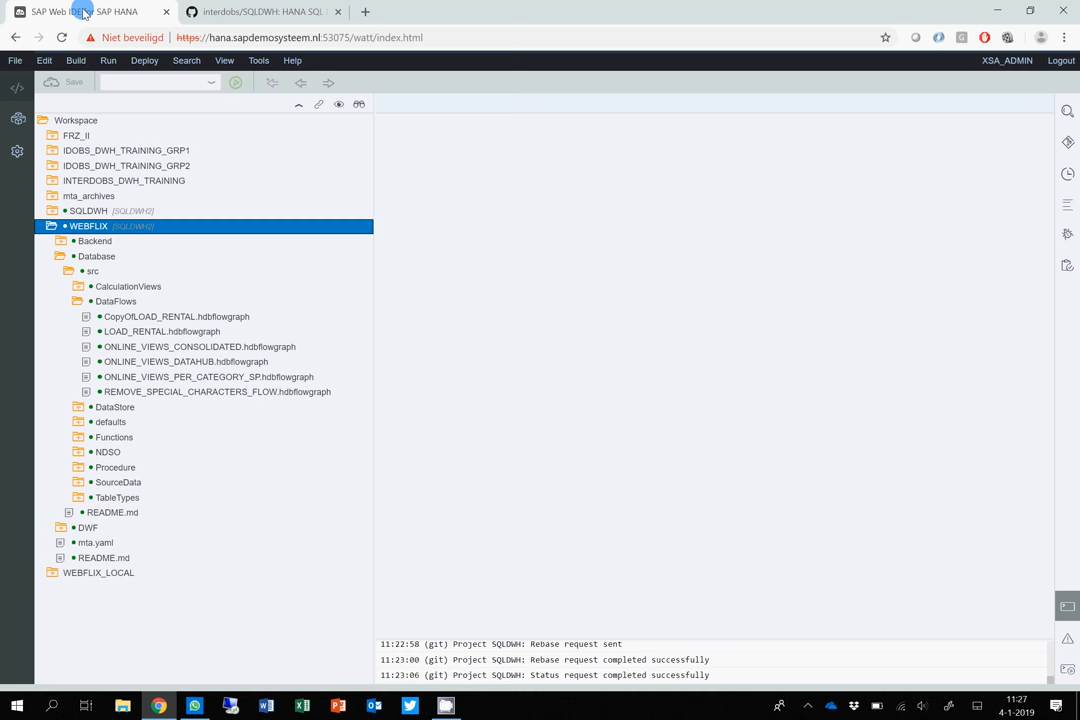 SAP Web IDE for SAP HANA
interdobs/SQLDWH: HANA SQL
Niet beveiligd
https://hana.sapdemosysteem.nl:53075/watt/index.html
File Edit Build Run Deploy Search View Tools Help
XSA_ADMIN Logout
Save
Workspace
FRZ_II
IDOBS_DWH_TRAINING_GRP1
IDOBS_DWH_TRAINING_GRP2
INTERDOBS_DWH_TRAINING
mta_archives
SQLDWH [SQLDWH2]
WEBFLIX [SQLDWH2]
Backend
Database
src
CalculationViews
DataFlows
CopyOfLOAD_RENTAL.hdbflowgraph
LOAD_RENTAL.hdbflowgraph
ONLINE_VIEWS_CONSOLIDATED.hdbflowgraph
ONLINE_VIEWS_DATAHUB.hdbflowgraph
ONLINE_VIEWS_PER_CATEGORY_SP.hdbflowgraph
REMOVE_SPECIAL_CHARACTERS_FLOW.hdbflowgraph
DataStore
defaults
Functions
NDSO
Procedure
SourceData
TableTypes
README.md
DWF
mta.yaml
README.md
WEBFLIX_LOCAL
11:22:58 (git) Project SQLDWH: Rebase request sent
11:23:00 (git) Project SQLDWH: Rebase request completed successfully
11:23:06 (git) Project SQLDWH: Status request completed successfully
11:27
4-1-2019